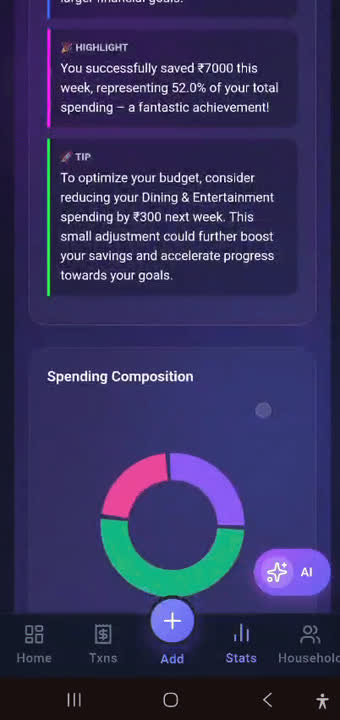 larger financial goals.
🎉 HIGHLIGHT
You successfully saved ₹7000 this
week, representing 52.0% of your total
spending – a fantastic achievement!
🚀 TIP
To optimize your budget, consider
reducing your Dining & Entertainment
spending by ₹300 next week. This
small adjustment could further boost
your savings and accelerate progress
towards your goals.
Spending Composition
AI
Home Txns Add Stats Househol